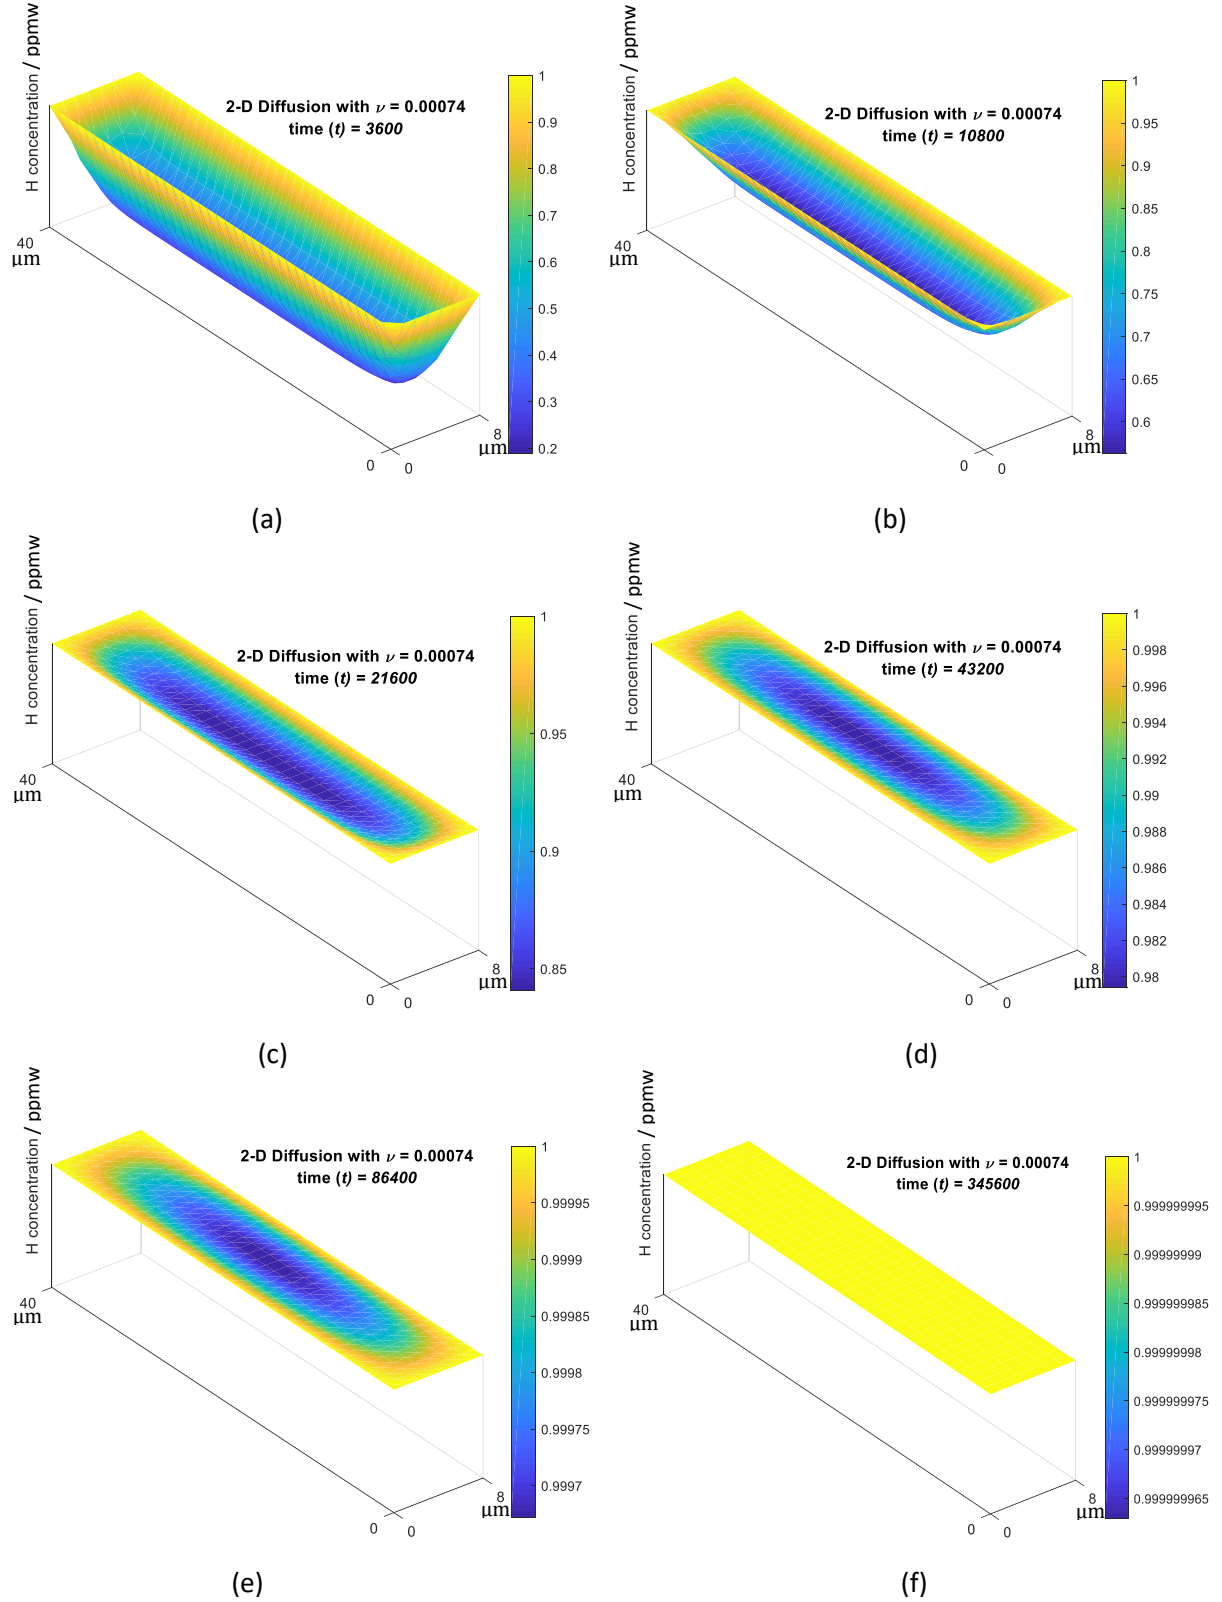 H concentration / ppmw
2-D Diffusion with ν = 0.00074
time (t) = 3600
1
0.9
0.8
0.7
0.6
0.5
0.4
0.3
0.2
40
μm
8
μm
0
0
(a)
H concentration / ppmw
2-D Diffusion with ν = 0.00074
time (t) = 10800
1
0.95
0.9
0.85
0.8
0.75
0.7
0.65
0.6
40
μm
8
μm
0
0
(b)
H concentration / ppmw
2-D Diffusion with ν = 0.00074
time (t) = 21600
1
0.95
0.9
0.85
40
μm
8
μm
0
0
(c)
H concentration / ppmw
2-D Diffusion with ν = 0.00074
time (t) = 43200
1
0.998
0.996
0.994
0.992
0.99
0.988
0.986
0.984
0.982
0.98
40
μm
8
μm
0
0
(d)
H concentration / ppmw
2-D Diffusion with ν = 0.00074
time (t) = 86400
1
0.99995
0.9999
0.99985
0.9998
0.99975
0.9997
40
μm
8
μm
0
0
(e)
H concentration / ppmw
2-D Diffusion with ν = 0.00074
time (t) = 345600
1
0.999999995
0.99999999
0.999999985
0.99999998
0.999999975
0.99999997
0.999999965
40
μm
8
μm
0
0
(f)